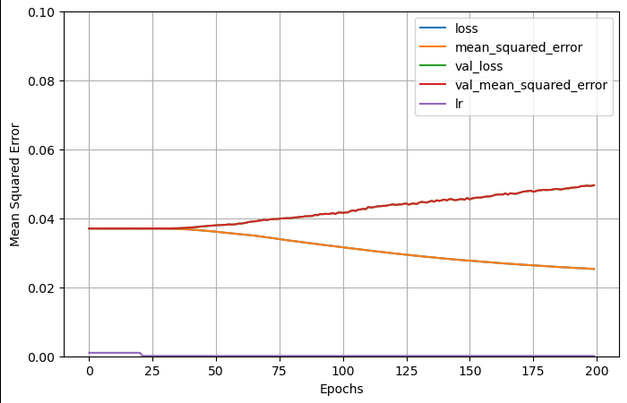 0.10
0.08
0.06
0.04
0.02
0.00
Mean Squared Error
loss
mean_squared_error
val_loss
val_mean_squared_error
lr
0 25 50 75 100 125 150 175 200
Epochs